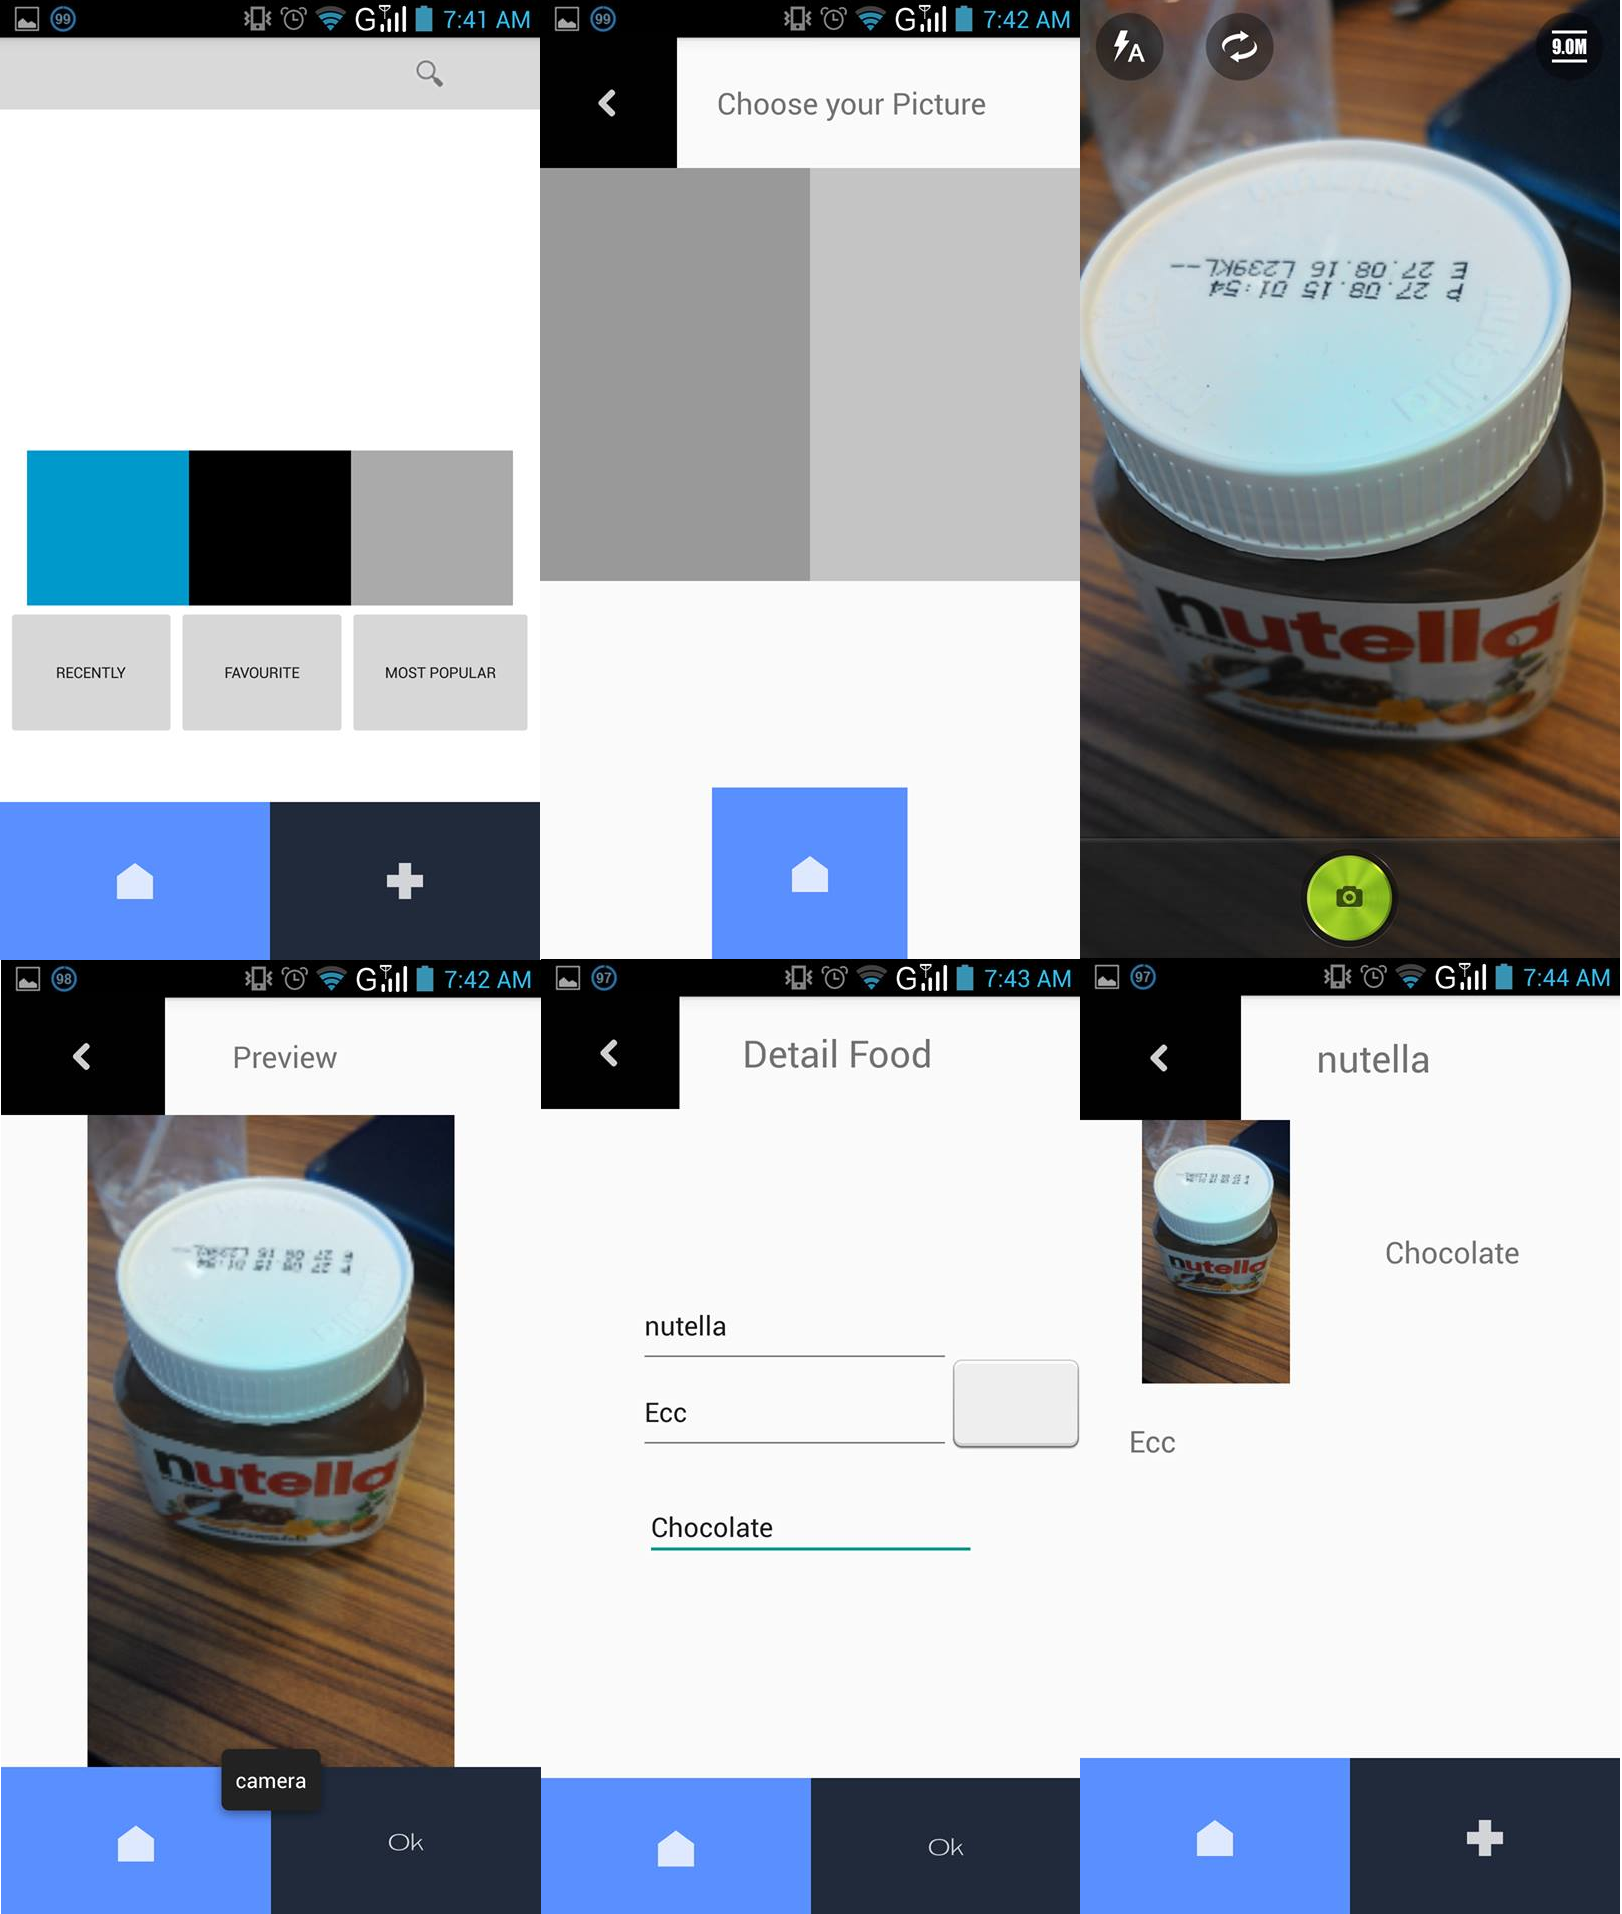 99
G
7:41 AM
RECENTLY
FAVOURITE
MOST POPULAR
99
G
7:42 AM
Choose your Picture
A
9.0M
P 27.08.15 01:54
E 27.08.16 L239KL--
nutella
98
G
7:42 AM
Preview
nutella
camera
Ok
97
G
7:43 AM
Detail Food
nutella
Ecc
Chocolate
Ok
97
G
7:44 AM
nutella
nutella
Chocolate
Ecc